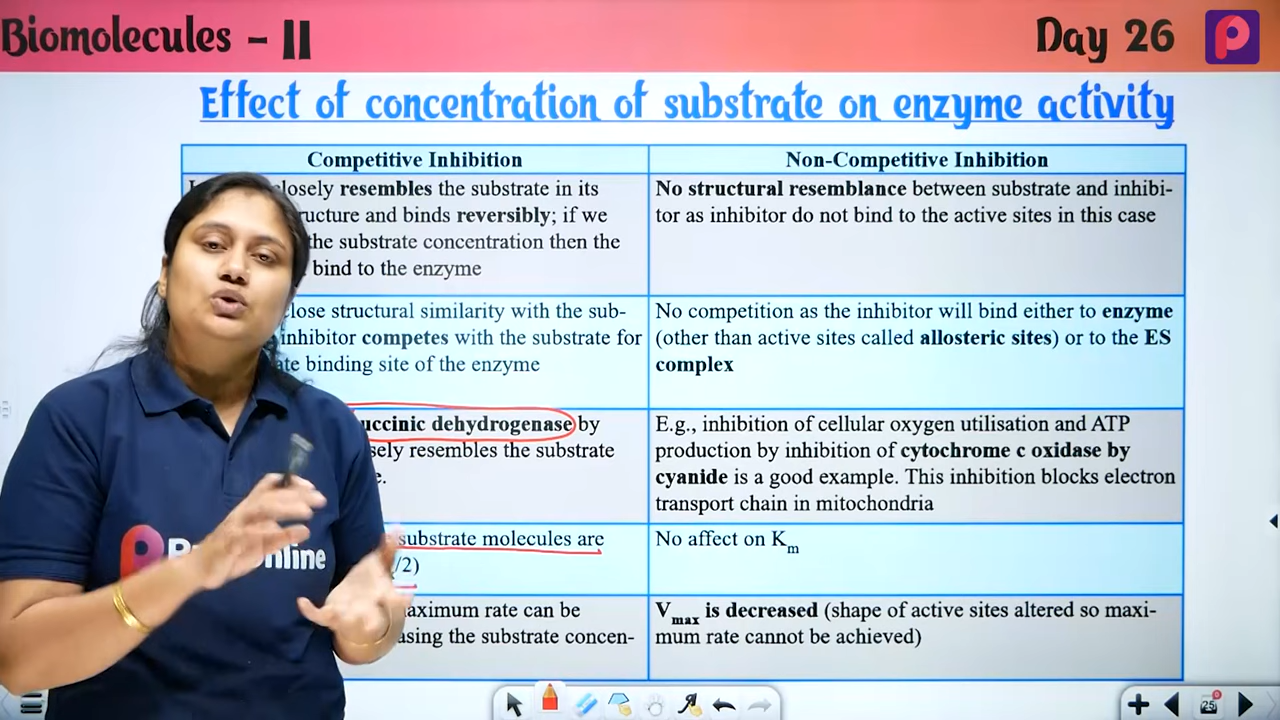 Biomolecules - II
Day 26
Effect of concentration of substrate on enzyme activity
Competitive Inhibition
Non-Competitive Inhibition
closely resembles the substrate in its
and binds reversibly; if we
the substrate concentration then the
bind to the enzyme
No structural resemblance between substrate and inhibi-
tor as inhibitor do not bind to the active sites in this case
close structural similarity with the sub-
inhibitor competes with the substrate for
binding site of the enzyme
No competition as the inhibitor will bind either to enzyme
(other than active sites called allosteric sites) or to the ES
complex
succinic dehydrogenase by
resembles the substrate
E.g., inhibition of cellular oxygen utilisation and ATP
production by inhibition of cytochrome c oxidase by
cyanide is a good example. This inhibition blocks electron
transport chain in mitochondria
substrate molecules are
/2)
No affect on Km
maximum rate can be
the substrate concen-
Vmax is decreased (shape of active sites altered so maxi-
mum rate cannot be achieved)
25